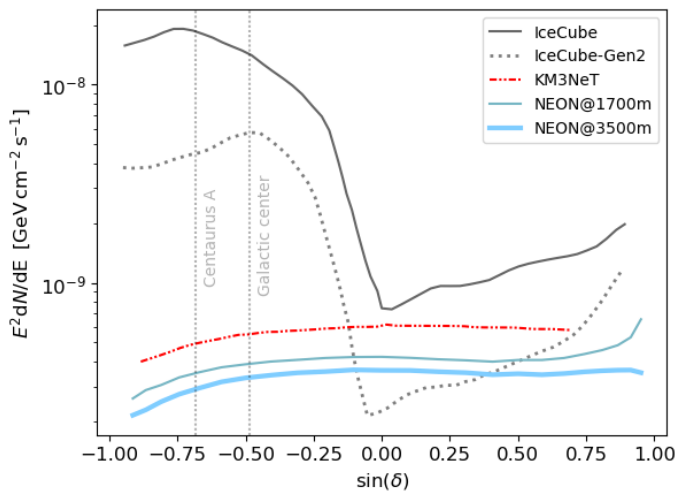 10⁻⁸
10⁻⁹
E²dN/dE [GeV cm⁻² s⁻¹]
IceCube
IceCube-Gen2
KM3NeT
NEON@1700m
NEON@3500m
Centaurus A
Galactic center
−1.00 −0.75 −0.50 −0.25 0.00 0.25 0.50 0.75 1.00
sin(δ)